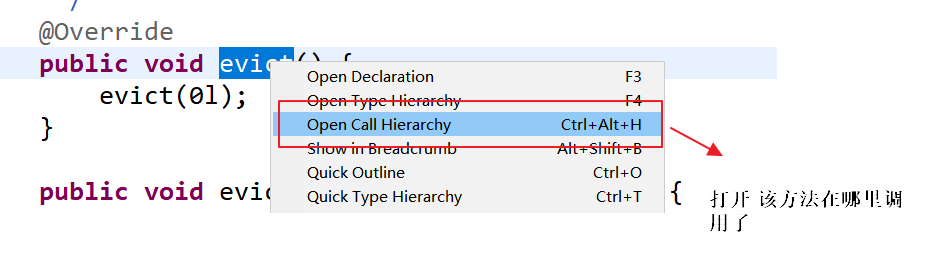 */
@Override
public void evict() {
evict(0l);
}
public void evic {
Open Declaration F3
Open Type Hierarchy F4
Open Call Hierarchy Ctrl+Alt+H
Show in Breadcrumb Alt+Shift+B
Quick Outline Ctrl+O
Quick Type Hierarchy Ctrl+T
打开 该方法在哪里调
用了